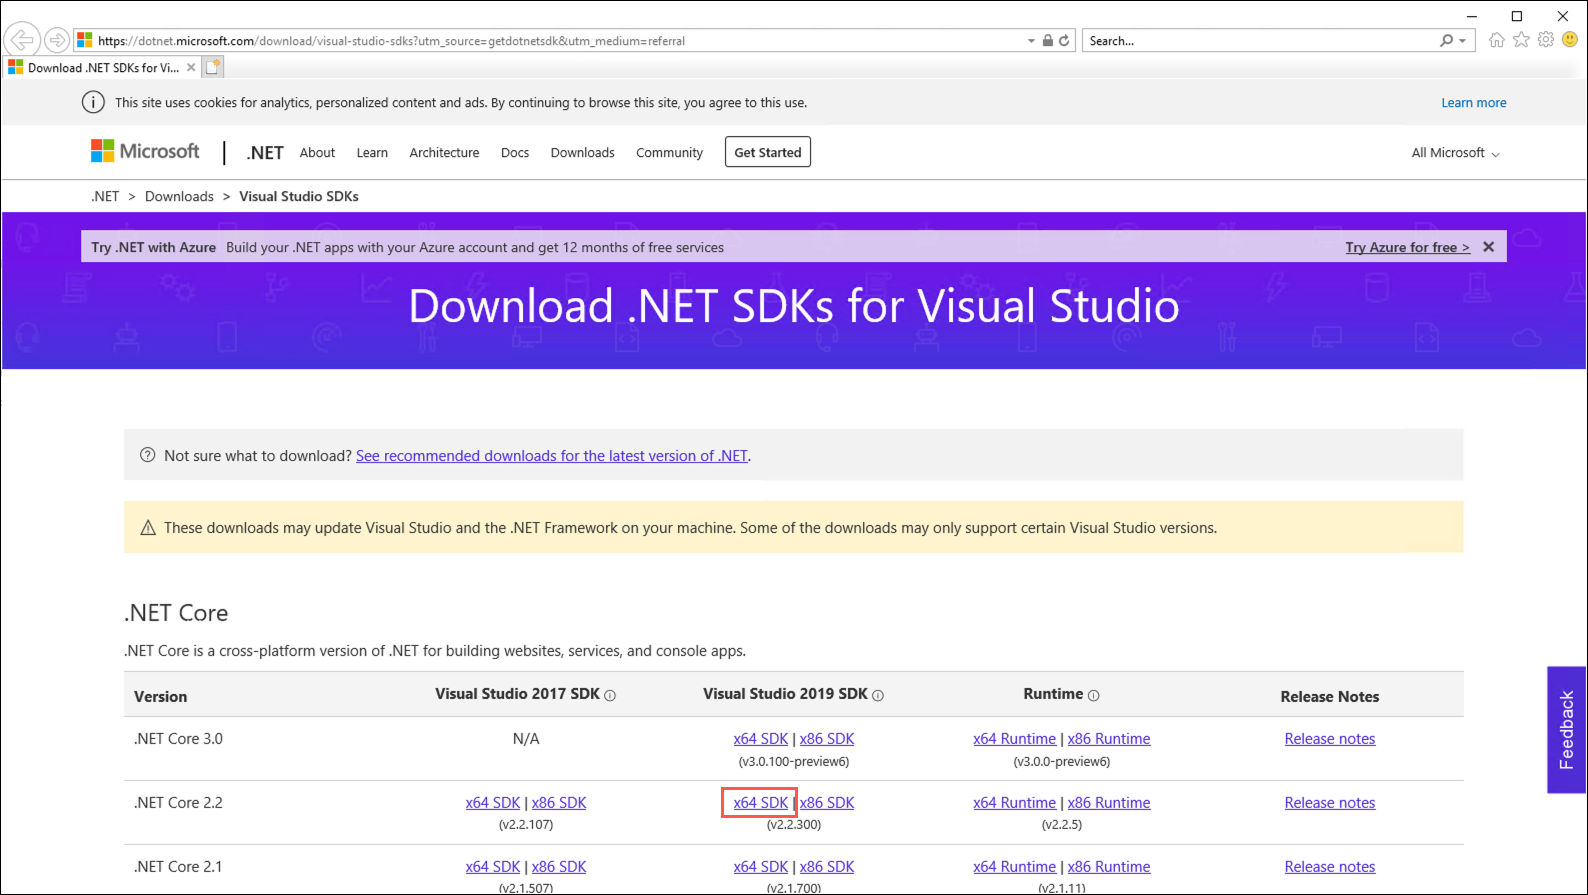 https://dotnet.microsoft.com/download/visual-studio-sdks?utm_source=getdotnetsdk&utm_medium=referral
Search...
Download .NET SDKs for Vi...
This site uses cookies for analytics, personalized content and ads. By continuing to browse this site, you agree to this use.
Learn more
Microsoft
.NET About Learn Architecture Docs Downloads Community Get Started
All Microsoft
.NET > Downloads > Visual Studio SDKs
Try .NET with Azure Build your .NET apps with your Azure account and get 12 months of free services
Try Azure for free >
Download .NET SDKs for Visual Studio
Not sure what to download? See recommended downloads for the latest version of .NET.
These downloads may update Visual Studio and the .NET Framework on your machine. Some of the downloads may only support certain Visual Studio versions.
.NET Core
.NET Core is a cross-platform version of .NET for building websites, services, and console apps.
Version Visual Studio 2017 SDK Visual Studio 2019 SDK Runtime Release Notes
.NET Core 3.0 N/A x64 SDK | x86 SDK x64 Runtime | x86 Runtime Release notes
(v3.0.100-preview6) (v3.0.0-preview6)
.NET Core 2.2 x64 SDK | x86 SDK x64 SDK | x86 SDK x64 Runtime | x86 Runtime Release notes
(v2.2.107) (v2.2.300) (v2.2.5)
.NET Core 2.1 x64 SDK | x86 SDK x64 SDK | x86 SDK x64 Runtime | x86 Runtime Release notes
(v2.1.507) (v2.1.700) (v2.1.11)
Feedback